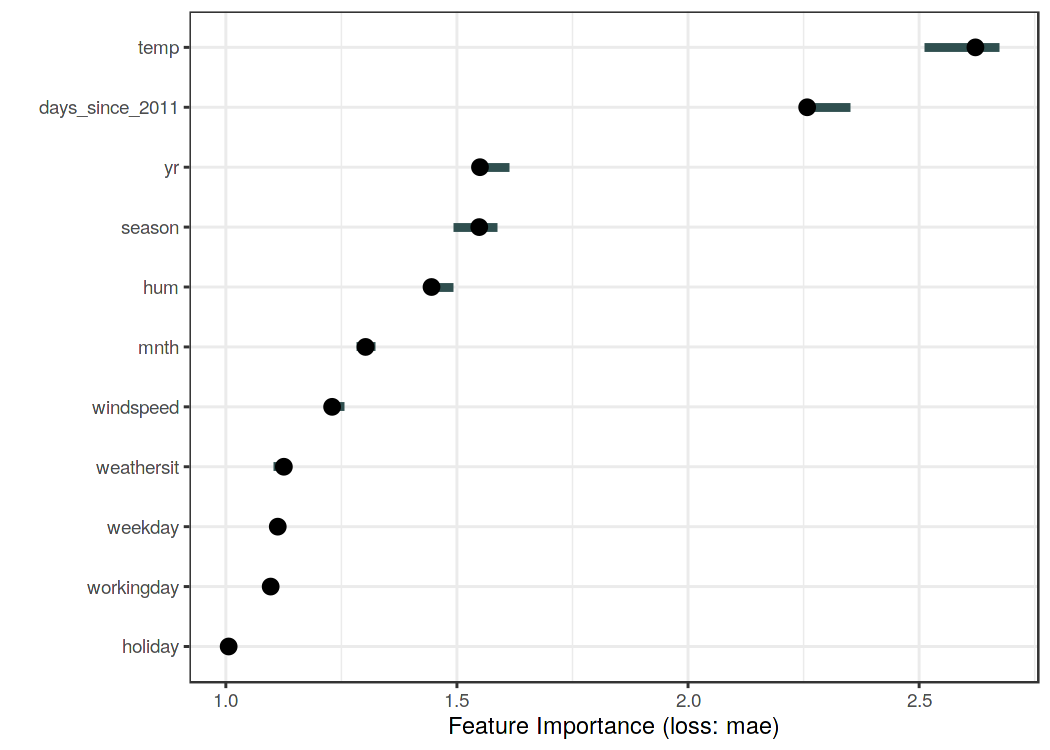 temp
days_since_2011
yr
season
hum
mnth
windspeed
weathersit
weekday
workingday
holiday
1.0 1.5 2.0 2.5
Feature Importance (loss: mae)